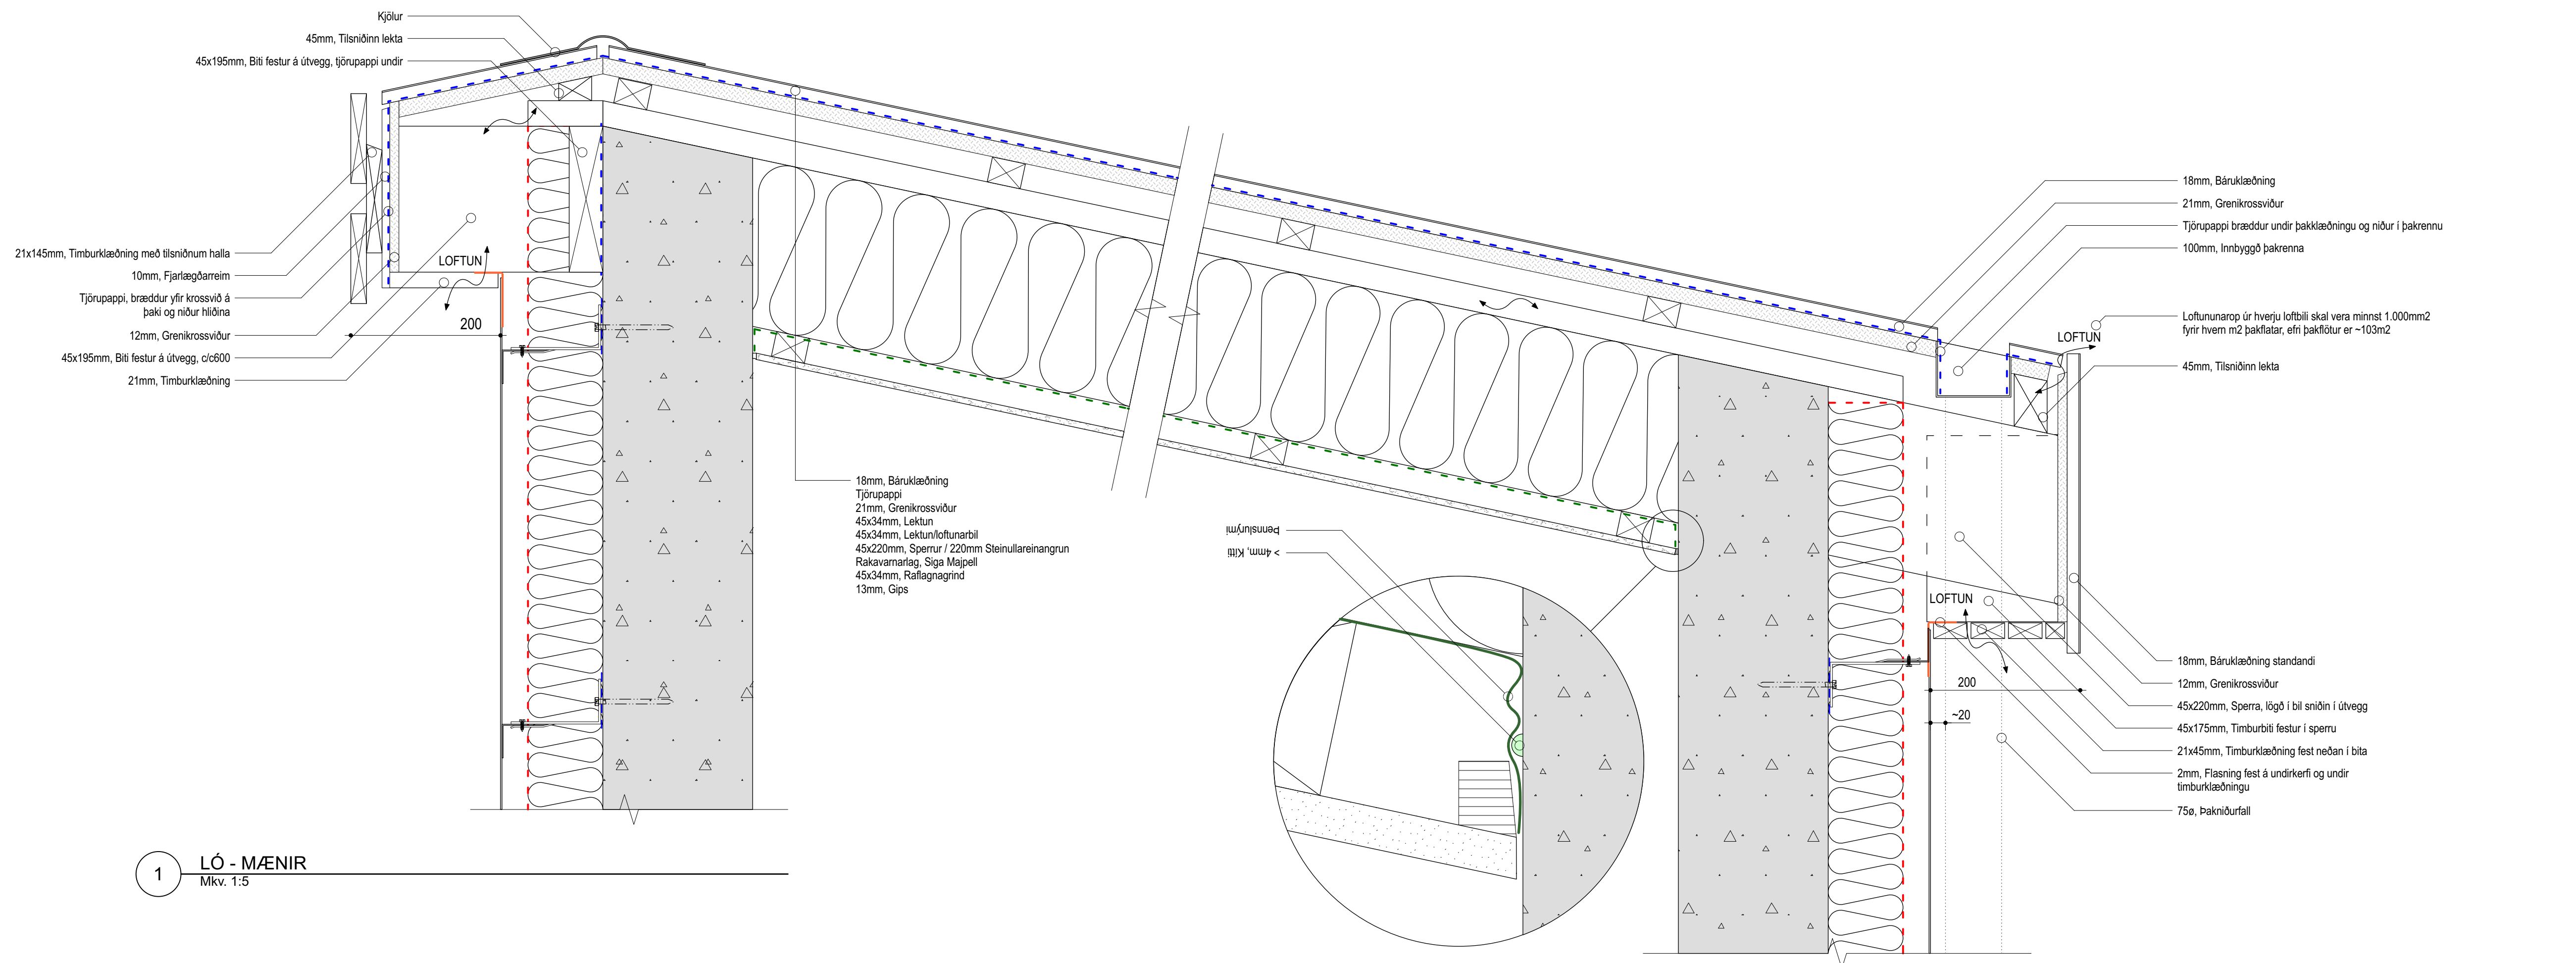 Kjölur
45mm, Tilsniðinn lekta
45x195mm, Biti festur á útvegg, tjörupappi undir
21x145mm, Timburklæðning með tilsniðnum halla
10mm, Fjarlægðarreim
Tjörupappi, bræddur yfir krossvið á
þaki og niður hliðina
12mm, Grenikrossviður
45x195mm, Biti festur á útvegg, c/c600
21mm, Timburklæðning
LOFTUN
200
18mm, Báruklæðning
Tjörupappi
21mm, Grenikrossviður
45x34mm, Lektun
45x34mm, Lektun/loftunarbil
45x220mm, Sperrur / 220mm Steinullareinangrun
Rakavarnarlag, Siga Majpell
45x34mm, Raflagnagrind
13mm, Gips
Þennslurými
> 4mm, Kítti
18mm, Báruklæðning
21mm, Grenikrossviður
Tjörupappi bræddur undir þakklæðningu og niður í þakrennu
100mm, Innbyggð þakrenna
Loftununarop úr hverju loftbili skal vera minnst 1.000mm2
fyrir hvern m2 þakflatar, efri þakflötur er ~103m2
LOFTUN
45mm, Tilsniðinn lekta
LOFTUN
200
~20
18mm, Báruklæðning standandi
12mm, Grenikrossviður
45x220mm, Sperra, lögð í bil sniðin í útvegg
45x175mm, Timburbiti festur í sperru
21x45mm, Timburklæðning fest neðan í bita
2mm, Flasning fest á undirkerfi og undir
timburklæðningu
75ø, Þakniðurfall
1
LÓ - MÆNIR
Mkv. 1:5